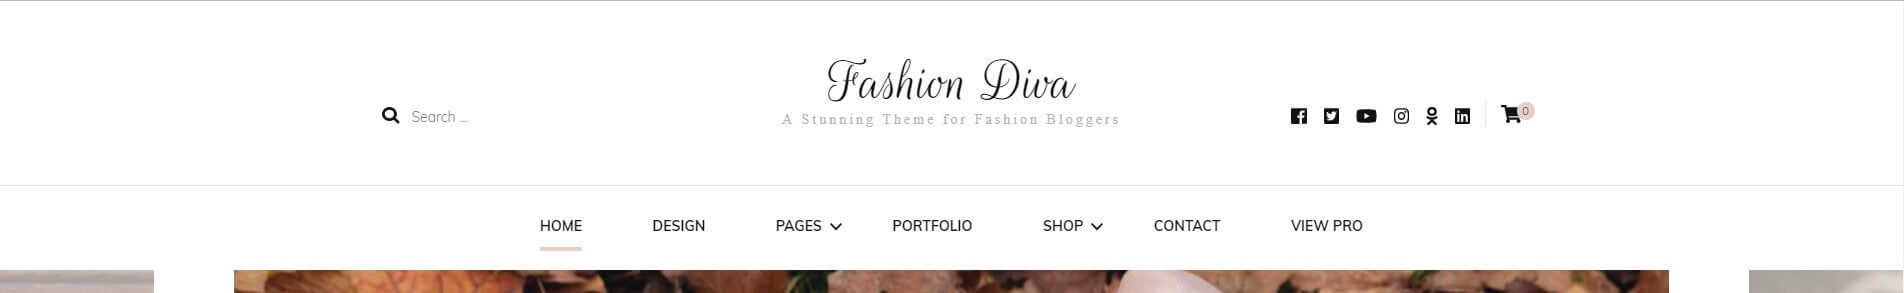 Fashion Diva
A Stunning Theme for Fashion Bloggers
Search ...
0
HOME DESIGN PAGES PORTFOLIO SHOP CONTACT VIEW PRO